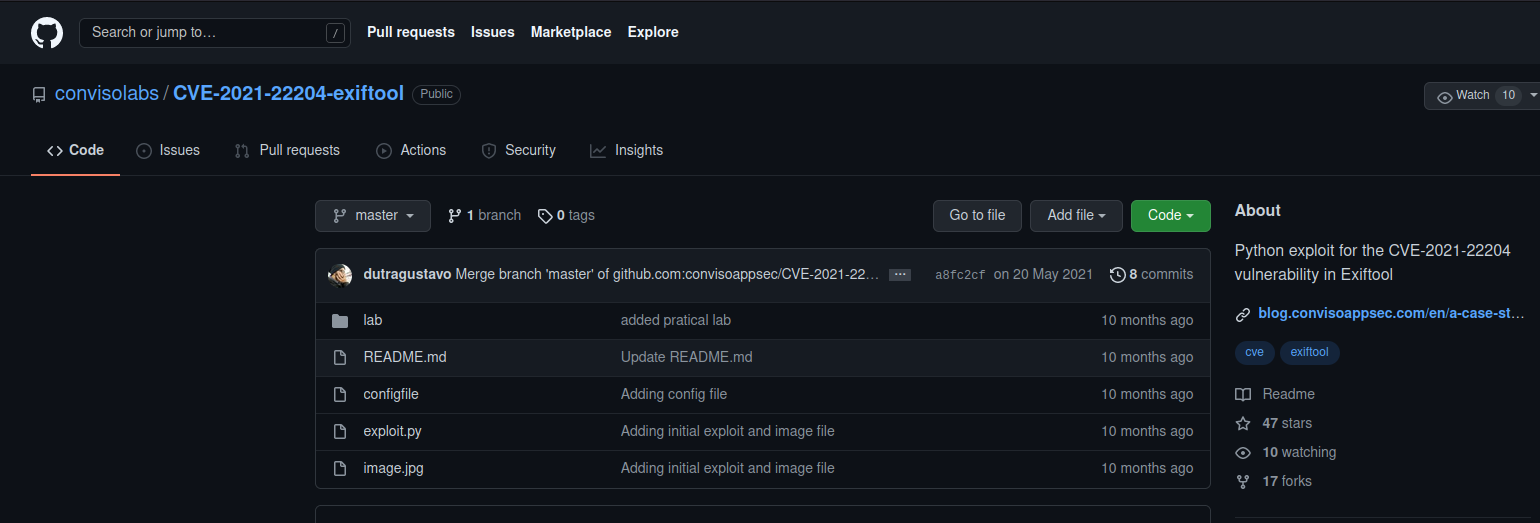 Search or jump to… /
Pull requests Issues Marketplace Explore
convisolabs / CVE-2021-22204-exiftool Public
Watch 10
Code Issues Pull requests Actions Security Insights
master 1 branch 0 tags
Go to file Add file Code
dutragustavo Merge branch 'master' of github.com:convisoappsec/CVE-2021-22… ... a8fc2cf on 20 May 2021 8 commits
lab added pratical lab 10 months ago
README.md Update README.md 10 months ago
configfile Adding config file 10 months ago
exploit.py Adding initial exploit and image file 10 months ago
image.jpg Adding initial exploit and image file 10 months ago
About
Python exploit for the CVE-2021-22204
vulnerability in Exiftool
blog.convisoappsec.com/en/a-case-st…
cve exiftool
Readme
47 stars
10 watching
17 forks